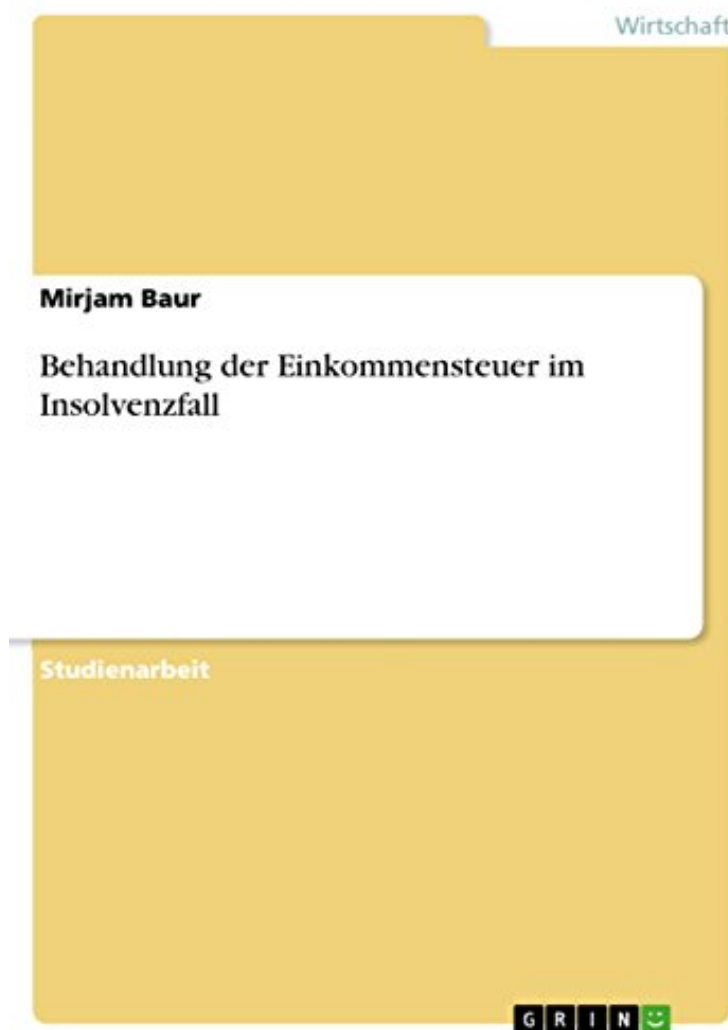 Wirtschaft
Mirjam Baur
Behandlung der Einkommensteuer im
Insolvenzfall
Studienarbeit
GRIN